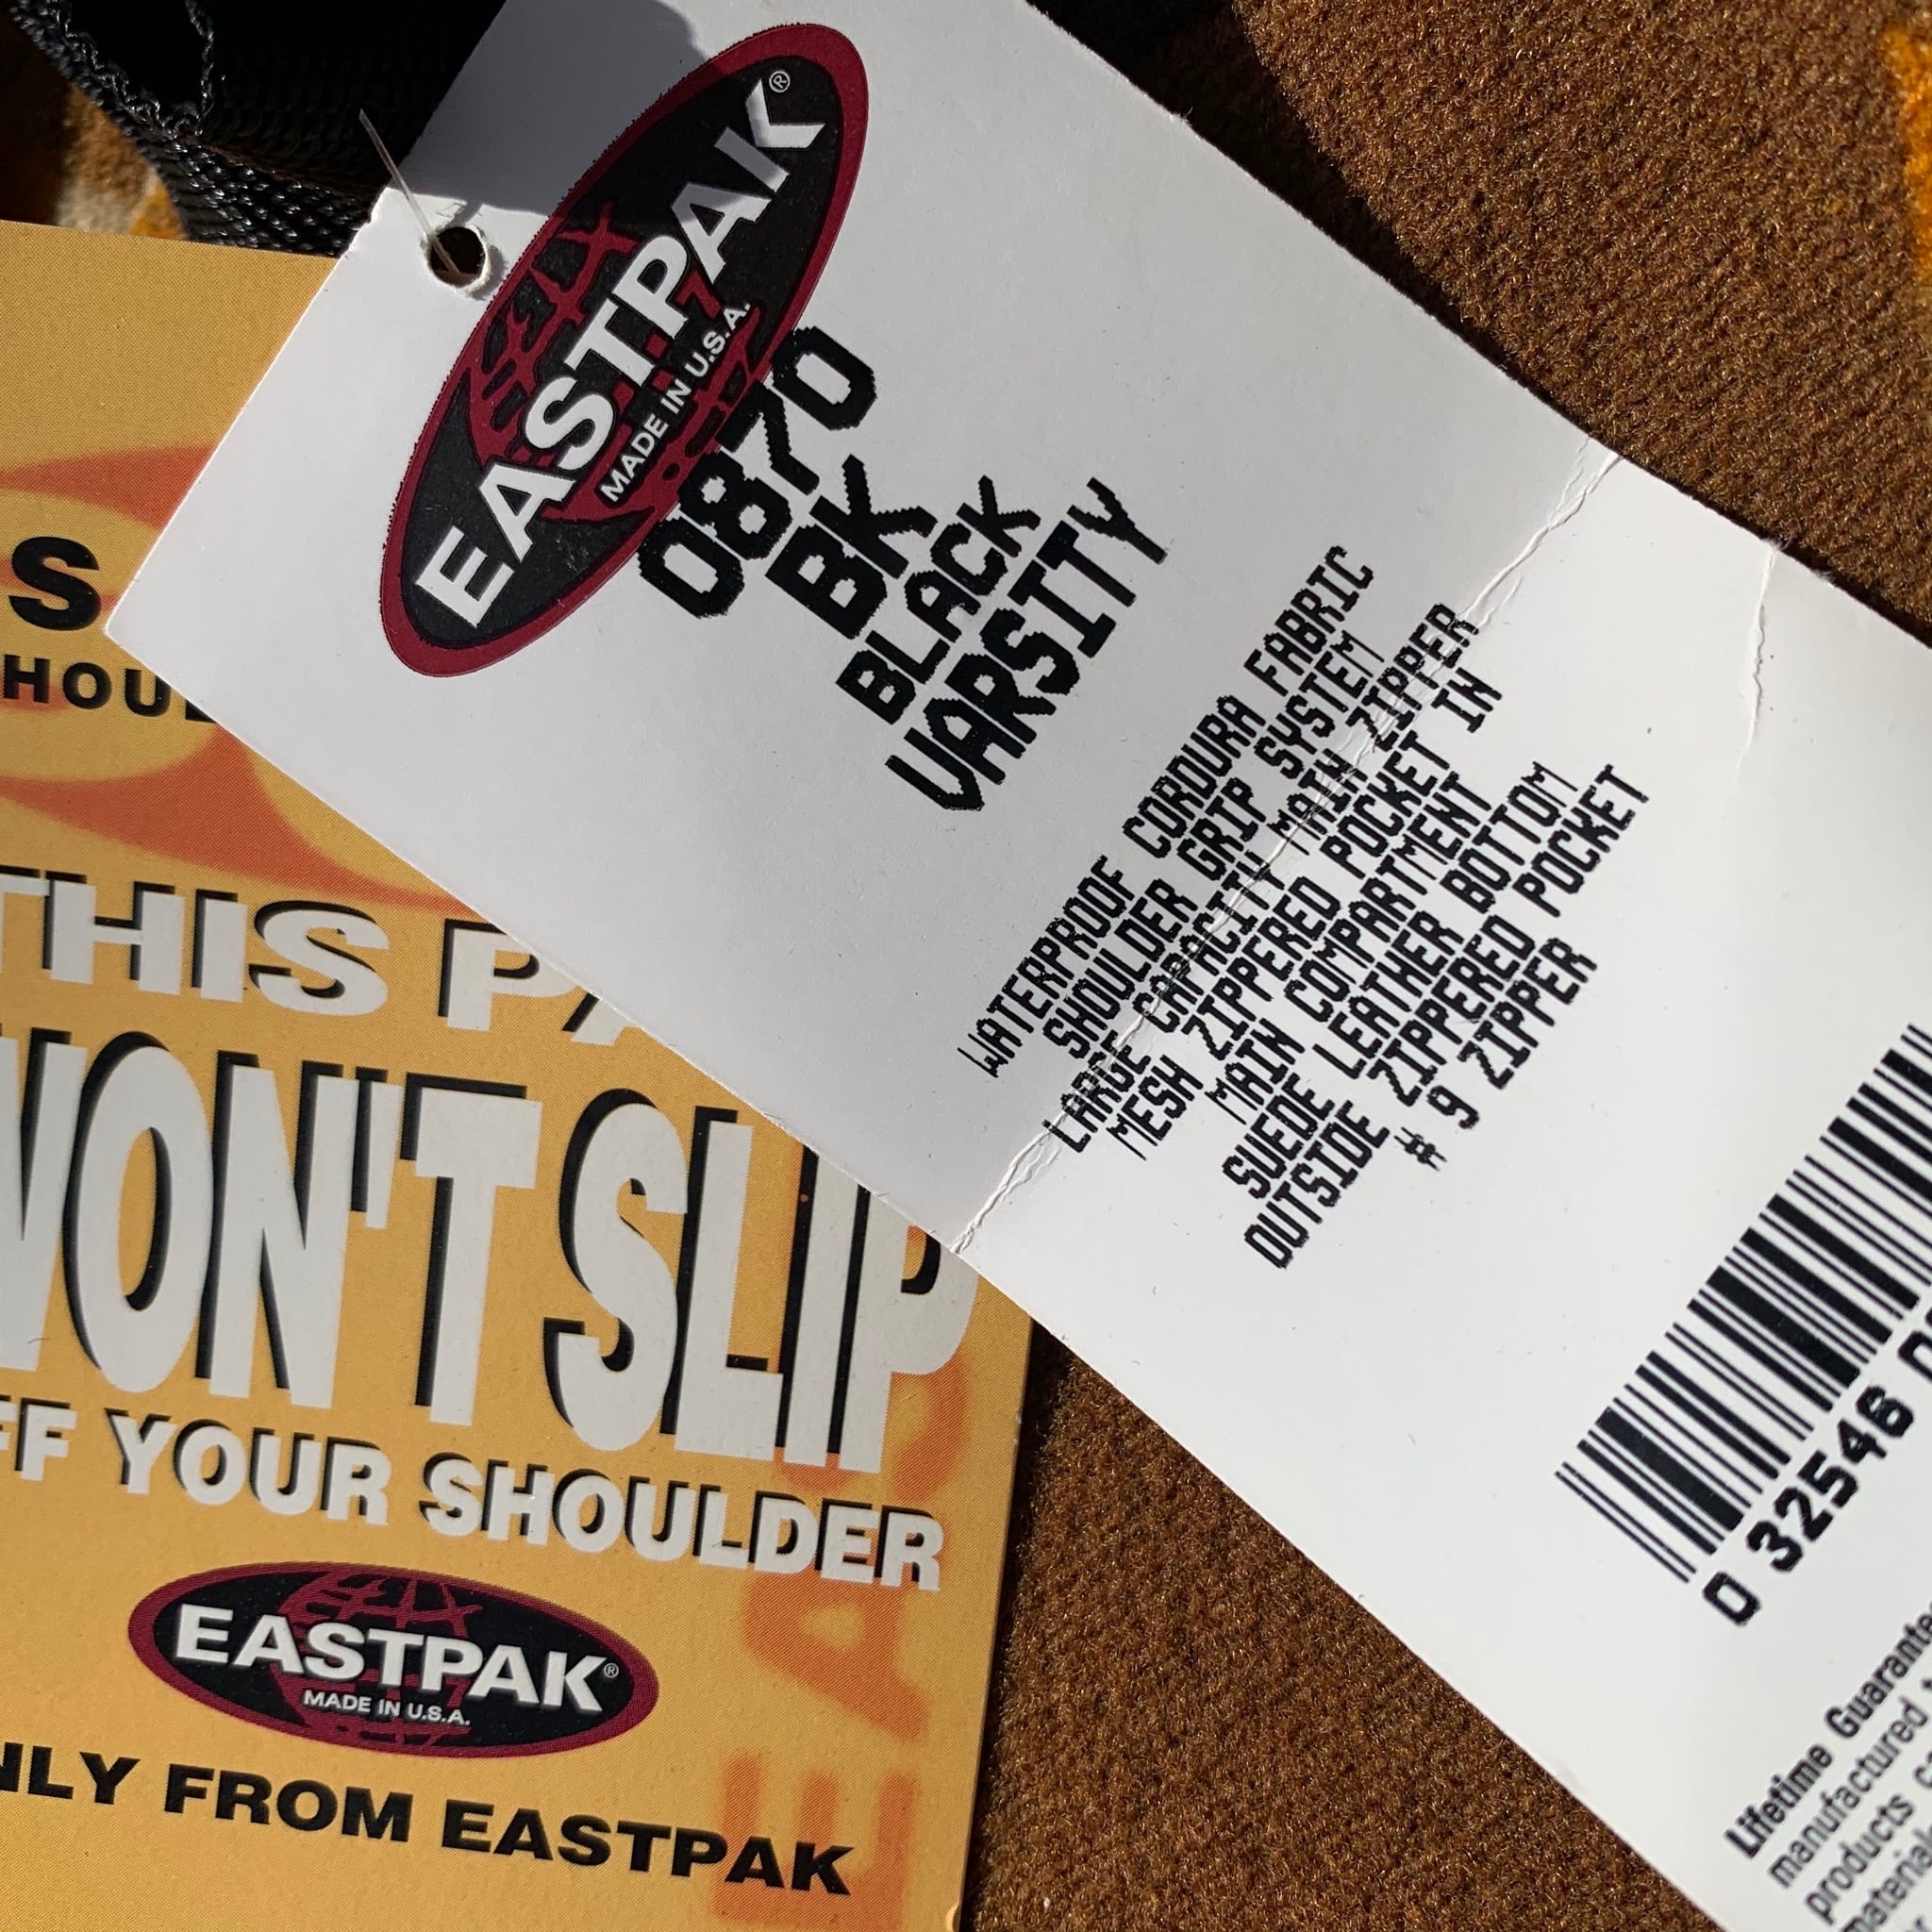 EASTPAK®
MADE IN U.S.A.
0870
BK
BLACK
VARSITY
WATERPROOF CORDURA FABRIC
SHOULDER GRIP SYSTEM
LARGE CAPACITY MAIN ZIPPER
MESH ZIPPERED POCKET IN
MAIN COMPARTMENT
SUEDE LEATHER BOTTOM
OUTSIDE ZIPPERED POCKET
# 9 ZIPPER
0 32546
Lifetime Guarantee
manufactured
products
S
HOU
THIS P
WON'T SLIP
FF YOUR SHOULDER
EASTPAK®
MADE IN U.S.A.
NLY FROM EASTPAK